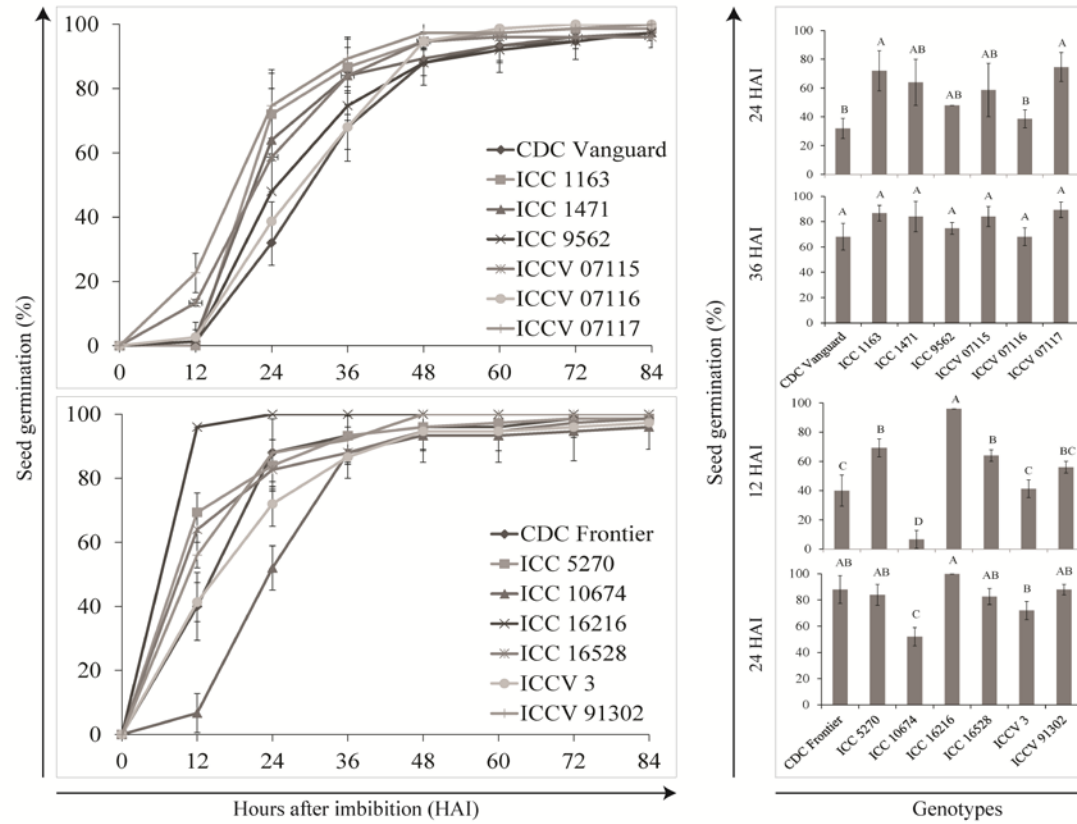 Seed germination (%)
100
80
60
40
20
0
0 12 24 36 48 60 72 84
CDC Vanguard
ICC 1163
ICC 1471
ICC 9562
ICCV 07115
ICCV 07116
ICCV 07117
Seed germination (%)
100
80
60
40
20
0
0 12 24 36 48 60 72 84
CDC Frontier
ICC 5270
ICC 10674
ICC 16216
ICC 16528
ICCV 3
ICCV 91302
Hours after imbibition (HAI)
Seed germination (%)
24 HAI
100
80
60
40
20
0
B A AB AB AB B A
36 HAI
100
80
60
40
20
0
A A A A A A A
CDC Vanguard
ICC 1163
ICC 1471
ICC 9562
ICCV 07115
ICCV 07116
ICCV 07117
12 HAI
100
80
60
40
20
0
C B D A B C BC
24 HAI
100
80
60
40
20
0
AB AB C A AB B AB
CDC Frontier
ICC 5270
ICC 10674
ICC 16216
ICC 16528
ICCV 3
ICCV 91302
Genotypes